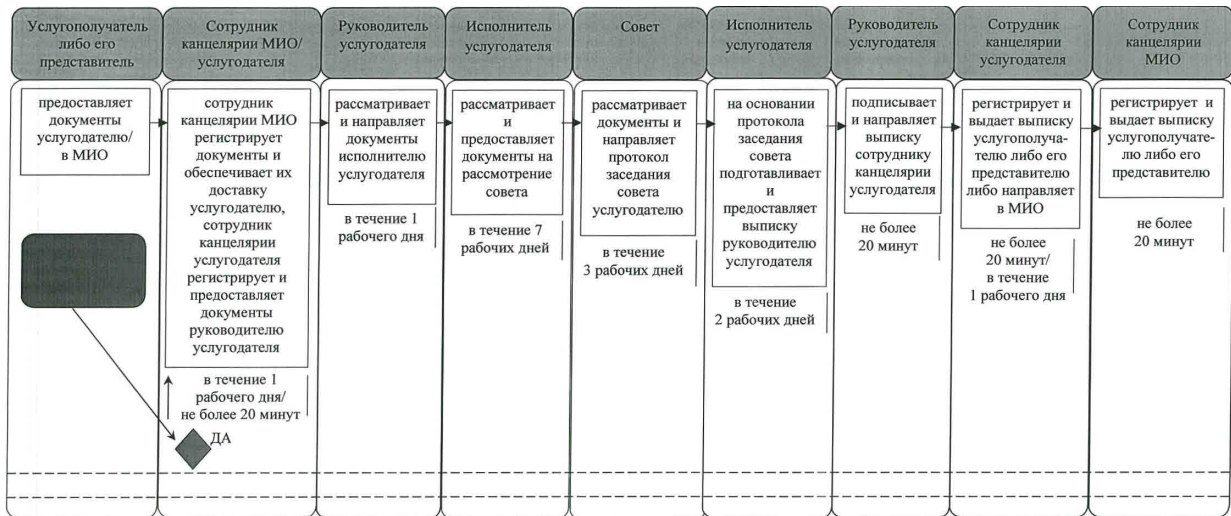 Услугополучатель
либо его
представитель
Сотрудник
канцелярии МИО/
услугодателя
Руководитель
услугодателя
Исполнитель
услугодателя
Совет
Исполнитель
услугодателя
Руководитель
услугодателя
Сотрудник
канцелярии
услугодателя
Сотрудник
канцелярии
МИО
предоставляет
документы
услугодателю/
в МИО
сотрудник
канцелярии МИО
регистрирует
документы и
обеспечивает их
доставку
услугодателю,
сотрудник
канцелярии
услугодателя
регистрирует и
предоставляет
документы
руководителю
услугодателя
в течение 1
рабочего дня/
не более 20 минут
ДА
рассматривает
и направляет
документы
исполнителю
услугодателя
в течение 1
рабочего дня
рассматривает
и
предоставляет
документы на
рассмотрение
совета
в течение 7
рабочих дней
рассматривает
документы и
направляет
протокол
заседания
совета
услугодателю
в течение
3 рабочих дней
на основании
протокола
заседания
совета
подготавливает
и
предоставляет
выписку
руководителю
услугодателя
в течение
2 рабочих дней
подписывает
и направляет
выписку
сотруднику
канцелярии
услугодателя
не более
20 минут
регистрирует и
выдает выписку
услугополуча-
телю либо его
представителю
либо направляет
в МИО
не более
20 минут/
в течение
1 рабочего дня
регистрирует и
выдает выписку
услугополучате-
лю либо его
представителю
не более
20 минут